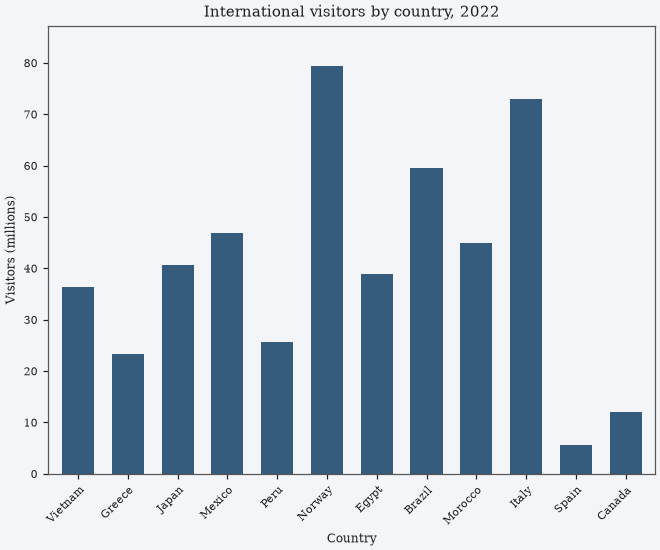 International visitors by country, 2022
Visitors (millions)
80
70
60
50
40
30
20
10
0
Vietnam
Greece
Japan
Mexico
Peru
Norway
Egypt
Brazil
Morocco
Italy
Spain
Canada
Country